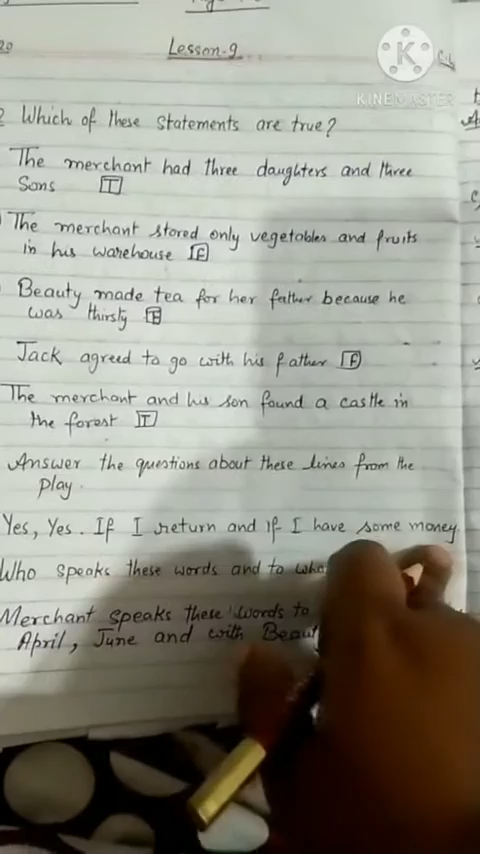 Lesson-9
K
KINEMASTER
Which of these statements are true?
The merchant had three daughters and three
Sons T
The merchant stored only vegetables and fruits
in his warehouse F
Beauty made tea for her father because he
was thirsty F
Jack agreed to go with his father F
The merchant and his son found a castle in
the forest T
Answer the questions about these lines from the
play.
Yes, Yes. If I return and if I have some money.
Who speaks these words and to
Merchant speaks these words to
April, June and with